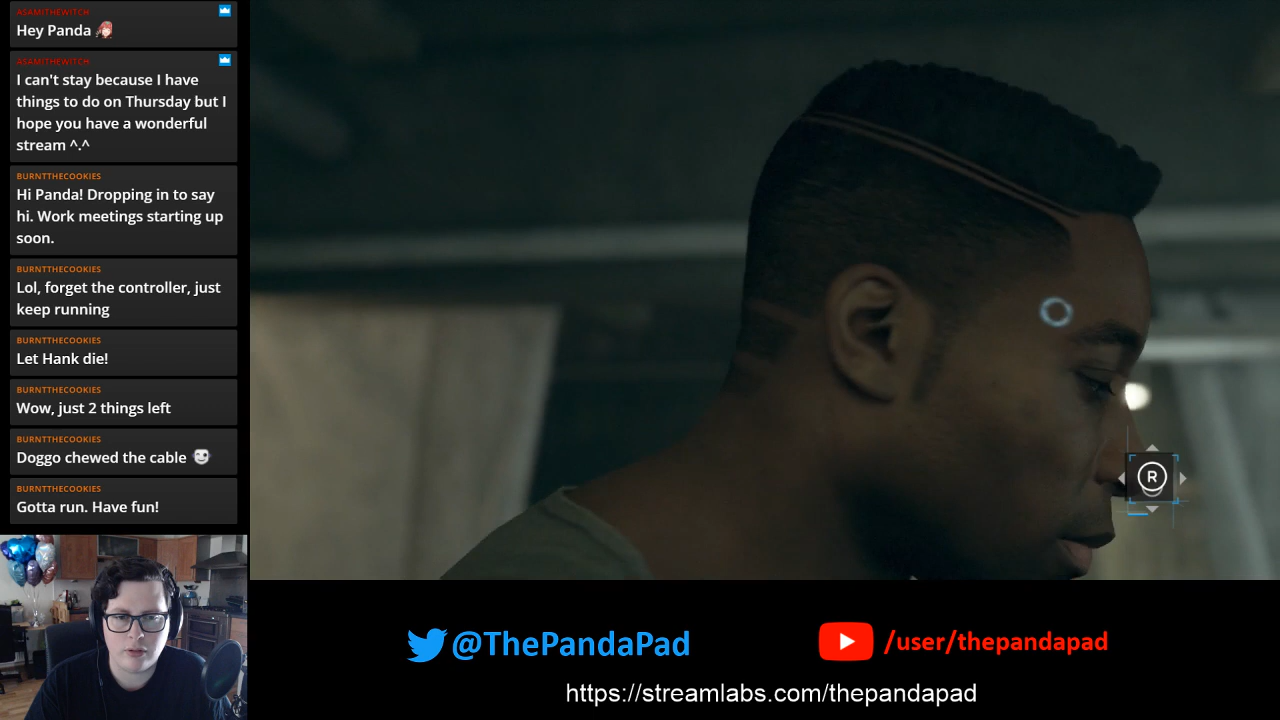 ASAMITHEWITCH
Hey Panda
ASAMITHEWITCH
I can't stay because I have
things to do on Thursday but I
hope you have a wonderful
stream ^.^
BURNTTHECOOKIES
Hi Panda! Dropping in to say
hi. Work meetings starting up
soon.
BURNTTHECOOKIES
Lol, forget the controller, just
keep running
BURNTTHECOOKIES
Let Hank die!
BURNTTHECOOKIES
Wow, just 2 things left
BURNTTHECOOKIES
Doggo chewed the cable
BURNTTHECOOKIES
Gotta run. Have fun!
R
@ThePandaPad
/user/thepandapad
https://streamlabs.com/thepandapad